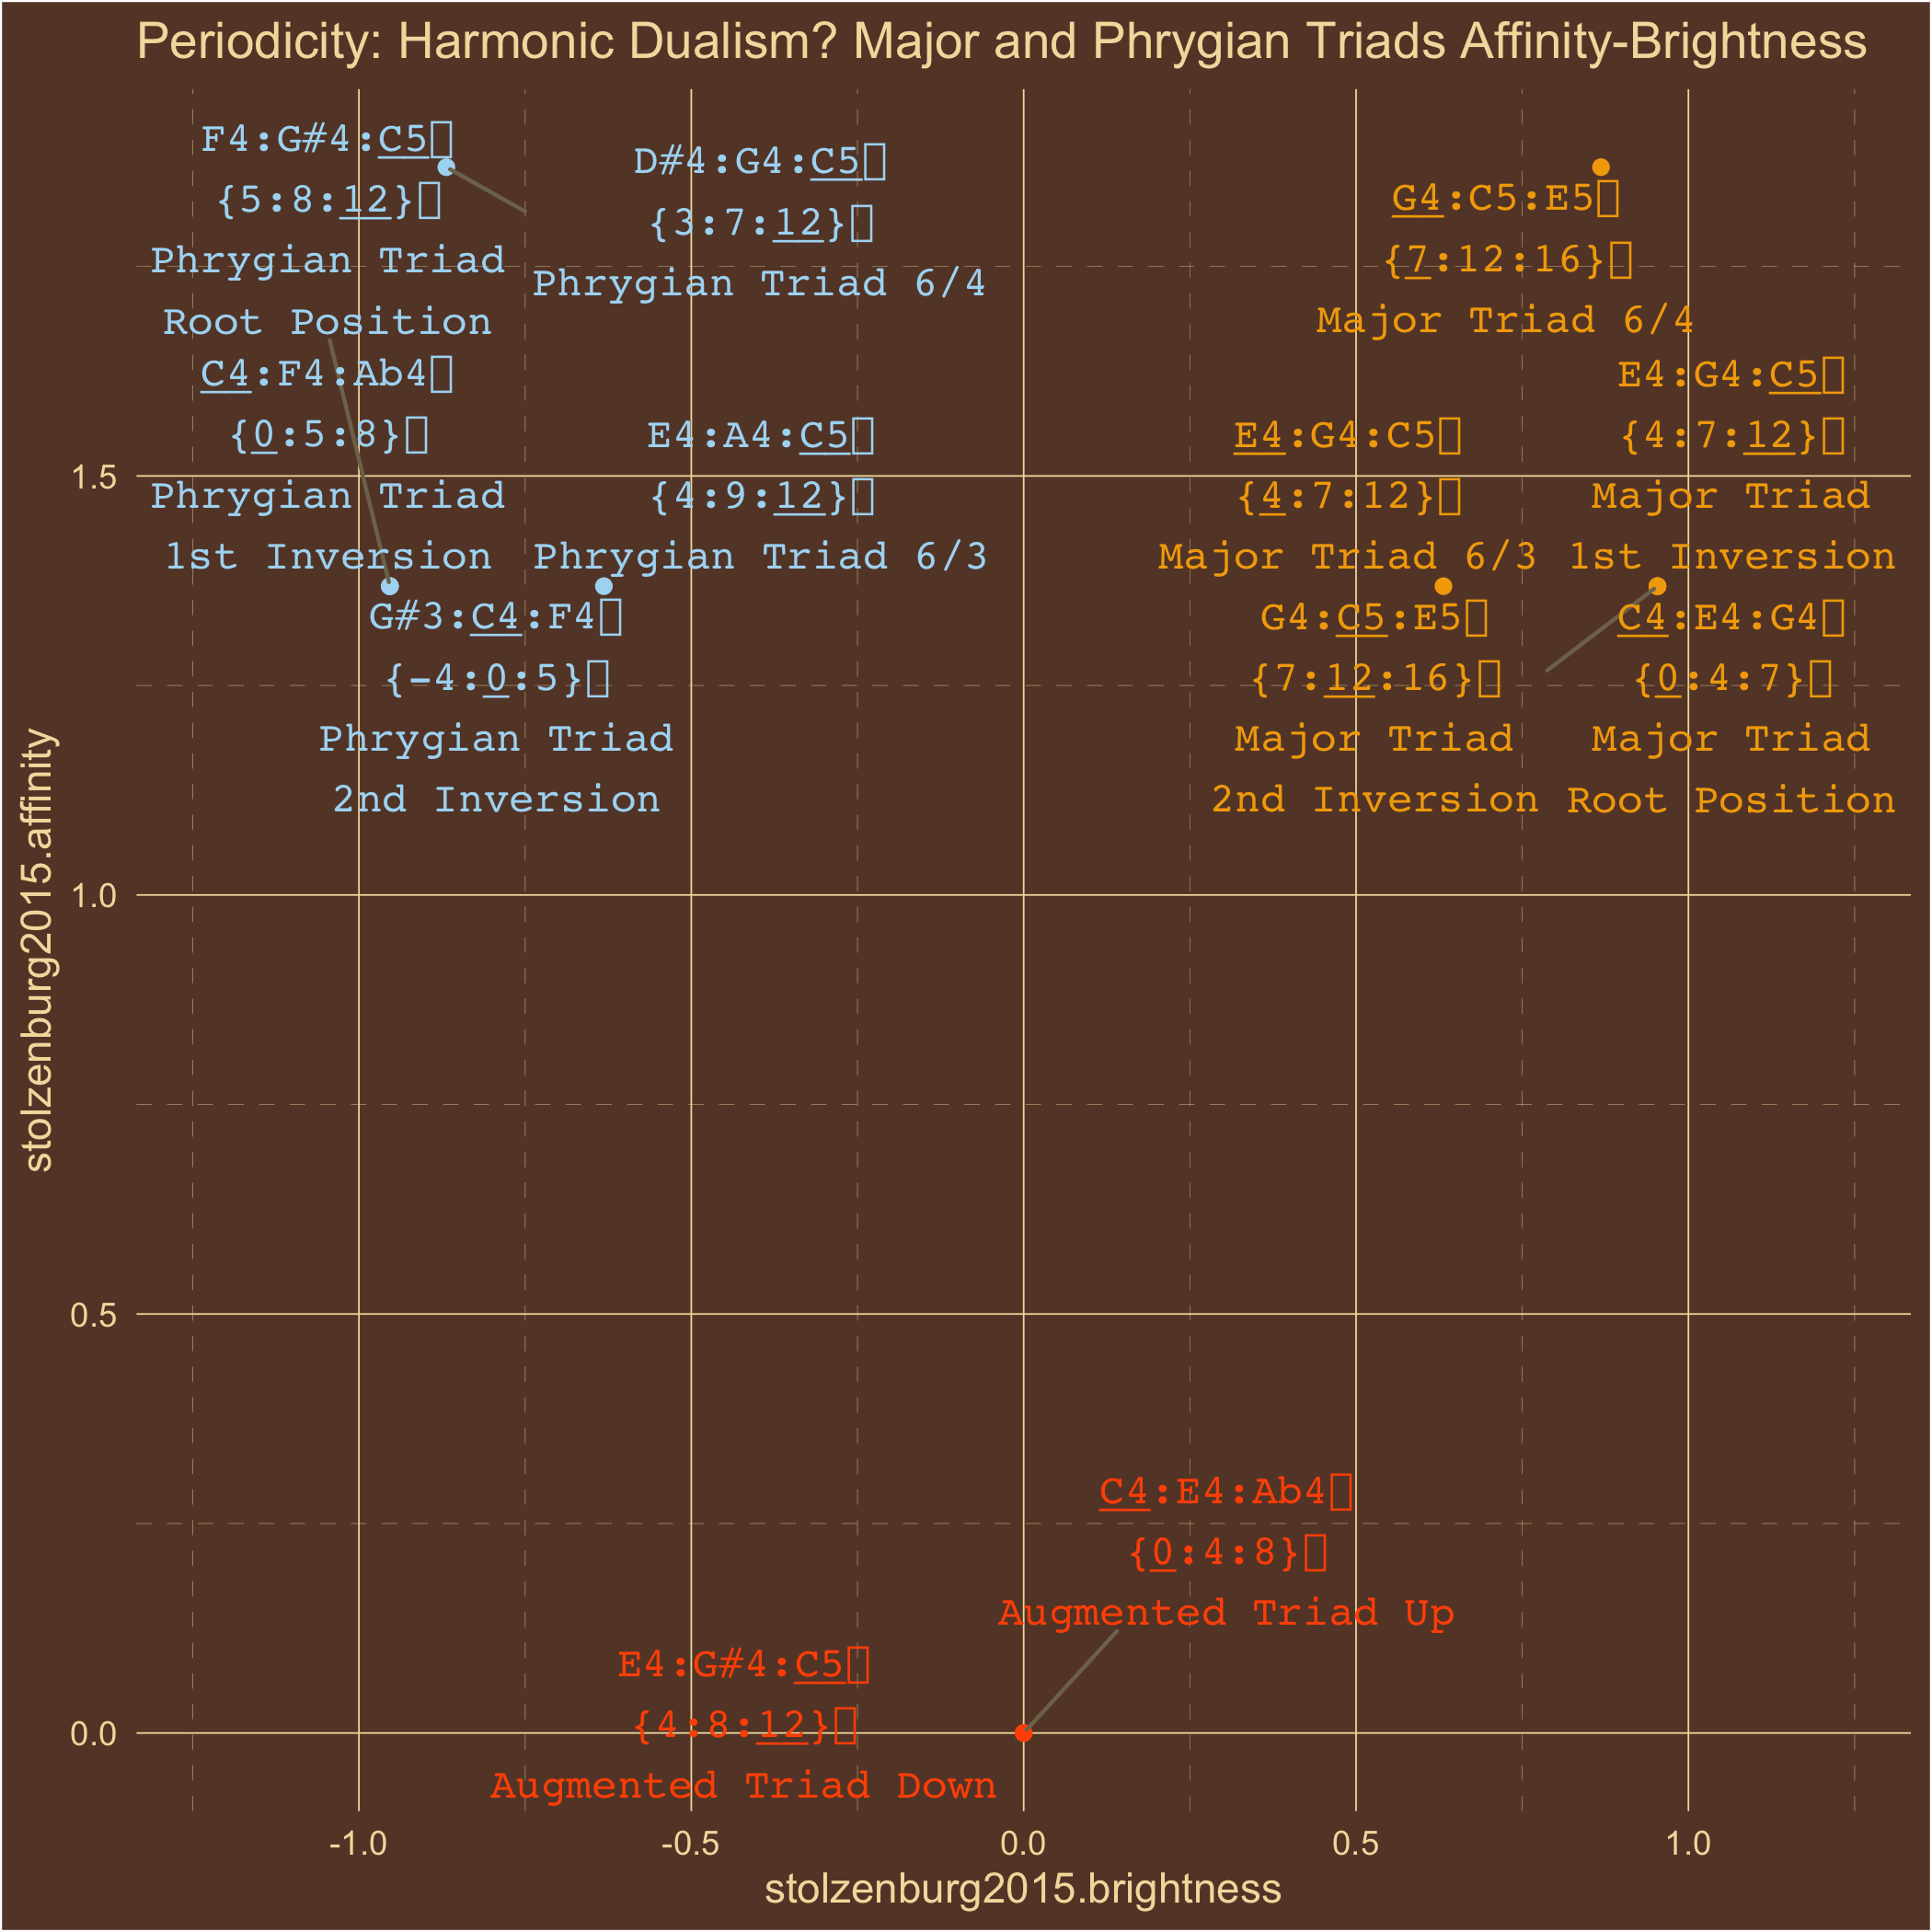 Periodicity: Harmonic Dualism? Major and Phrygian Triads Affinity-Brightness
F4:G#4:C5
{5:8:12}
Phrygian Triad
Root Position
D#4:G4:C5
{3:7:12}
Phrygian Triad 6/4
G4:C5:E5
{7:12:16}
Major Triad 6/4
C4:F4:Ab4
{0:5:8}
Phrygian Triad
1st Inversion
E4:A4:C5
{4:9:12}
Phrygian Triad 6/3
E4:G4:C5
{4:7:12}
Major Triad 6/3
E4:G4:C5
{4:7:12}
Major Triad
1st Inversion
G#3:C4:F4
{-4:0:5}
Phrygian Triad
2nd Inversion
G4:C5:E5
{7:12:16}
Major Triad
2nd Inversion
C4:E4:G4
{0:4:7}
Major Triad
Root Position
C4:E4:Ab4
{0:4:8}
Augmented Triad Up
E4:G#4:C5
{4:8:12}
Augmented Triad Down
1.5
1.0
0.5
0.0
stolzenburg2015.affinity
-1.0
-0.5
0.0
0.5
1.0
stolzenburg2015.brightness